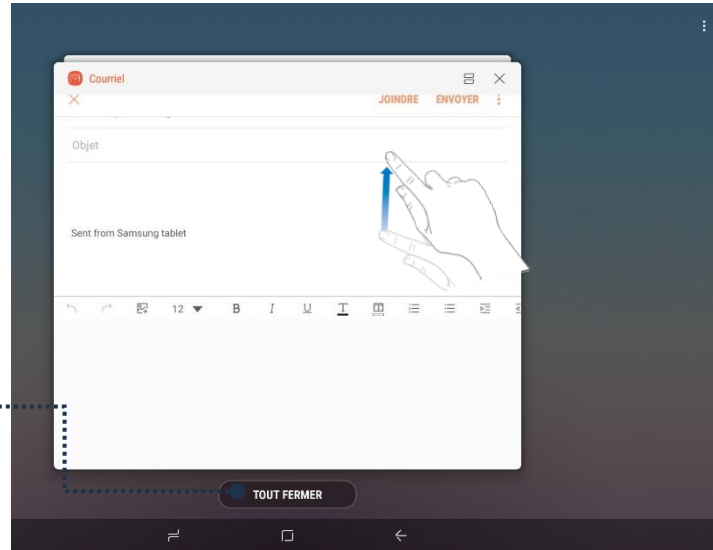 Courriel
JOINDRE ENVOYER
Objet
Sent from Samsung tablet
12 B I U T
TOUT FERMER